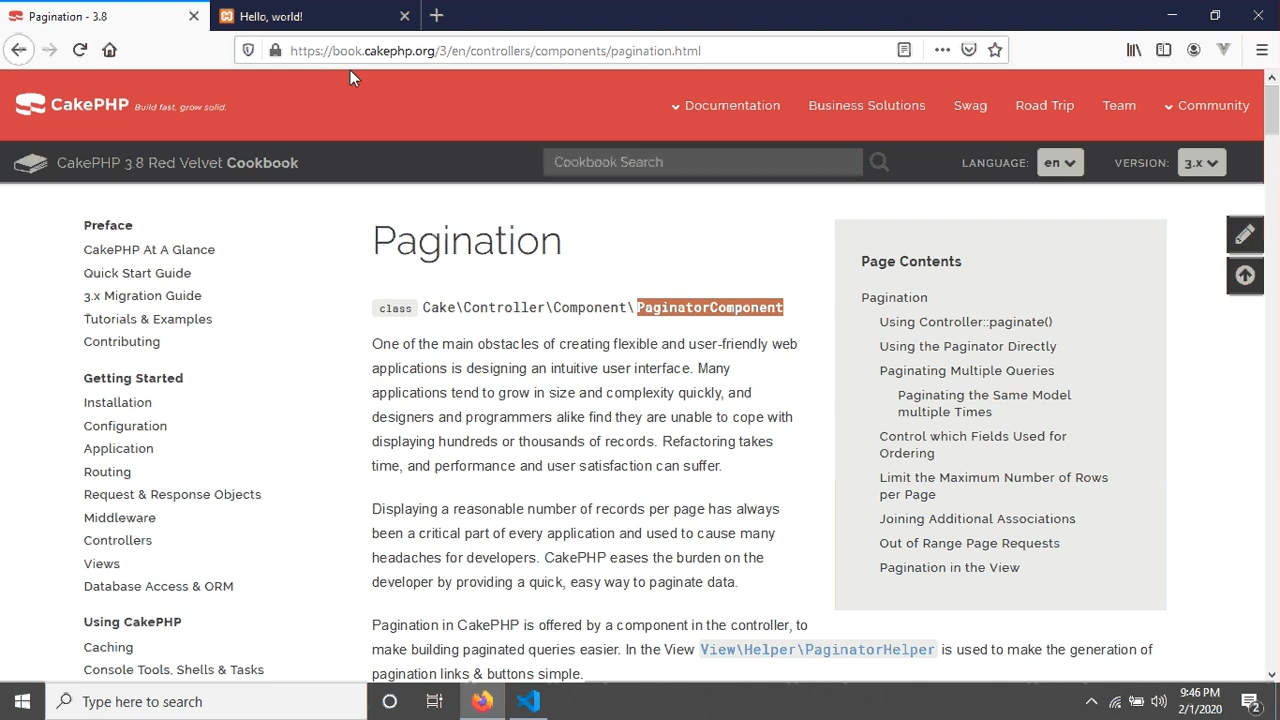 Pagination - 3.8
Hello, world!
https://book.cakephp.org/3/en/controllers/components/pagination.html
CakePHP Build fast, grow solid.
Documentation
Business Solutions
Swag
Road Trip
Team
Community
CakePHP 3.8 Red Velvet Cookbook
Cookbook Search
LANGUAGE: en
VERSION: 3.x
Preface
CakePHP At A Glance
Quick Start Guide
3.x Migration Guide
Tutorials & Examples
Contributing
Getting Started
Installation
Configuration
Application
Routing
Request & Response Objects
Middleware
Controllers
Views
Database Access & ORM
Using CakePHP
Caching
Console Tools, Shells & Tasks
Pagination
class Cake\Controller\Component\PaginatorComponent
One of the main obstacles of creating flexible and user-friendly web
applications is designing an intuitive user interface. Many
applications tend to grow in size and complexity quickly, and
designers and programmers alike find they are unable to cope with
displaying hundreds or thousands of records. Refactoring takes
time, and performance and user satisfaction can suffer.
Displaying a reasonable number of records per page has always
been a critical part of every application and used to cause many
headaches for developers. CakePHP eases the burden on the
developer by providing a quick, easy way to paginate data.
Pagination in CakePHP is offered by a component in the controller, to
make building paginated queries easier. In the View View\Helper\PaginatorHelper is used to make the generation of
pagination links & buttons simple.
Page Contents
Pagination
Using Controller::paginate()
Using the Paginator Directly
Paginating Multiple Queries
Paginating the Same Model
multiple Times
Control which Fields Used for
Ordering
Limit the Maximum Number of Rows
per Page
Joining Additional Associations
Out of Range Page Requests
Pagination in the View
Type here to search
9:46 PM
2/1/2020
2